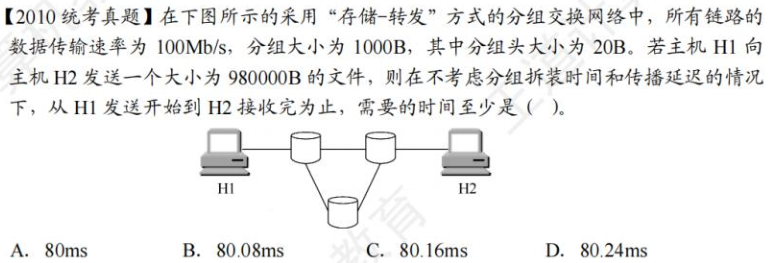 【2010 统考真题】在下图所示的采用“存储-转发”方式的分组交换网络中，所有链路的
数据传输速率为 100Mb/s，分组大小为 1000B，其中分组头大小为 20B。若主机 H1 向
主机 H2 发送一个大小为 980000B 的文件，则在不考虑分组拆装时间和传播延迟的情况
下，从 H1 发送开始到 H2 接收完为止，需要的时间至少是（ ）。
H1 H2
A. 80ms B. 80.08ms C. 80.16ms D. 80.24ms